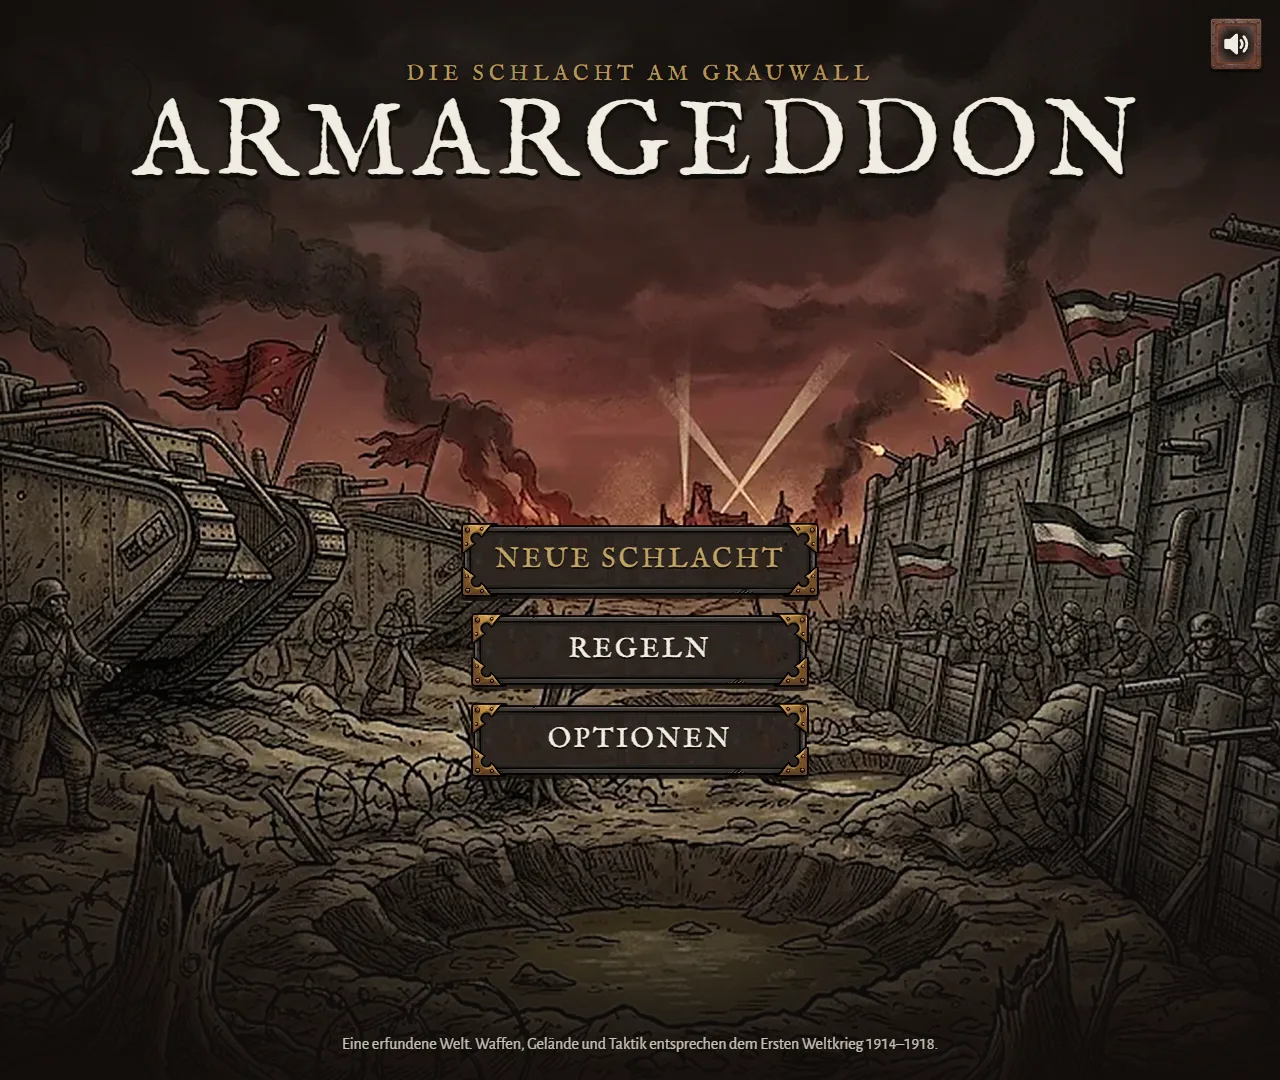 DIE SCHLACHT AM GRAUWALL
ARMARGEDDON
NEUE SCHLACHT
REGELN
OPTIONEN
Eine erfundene Welt. Waffen, Gelände und Taktik entsprechen dem Ersten Weltkrieg 1914–1918.